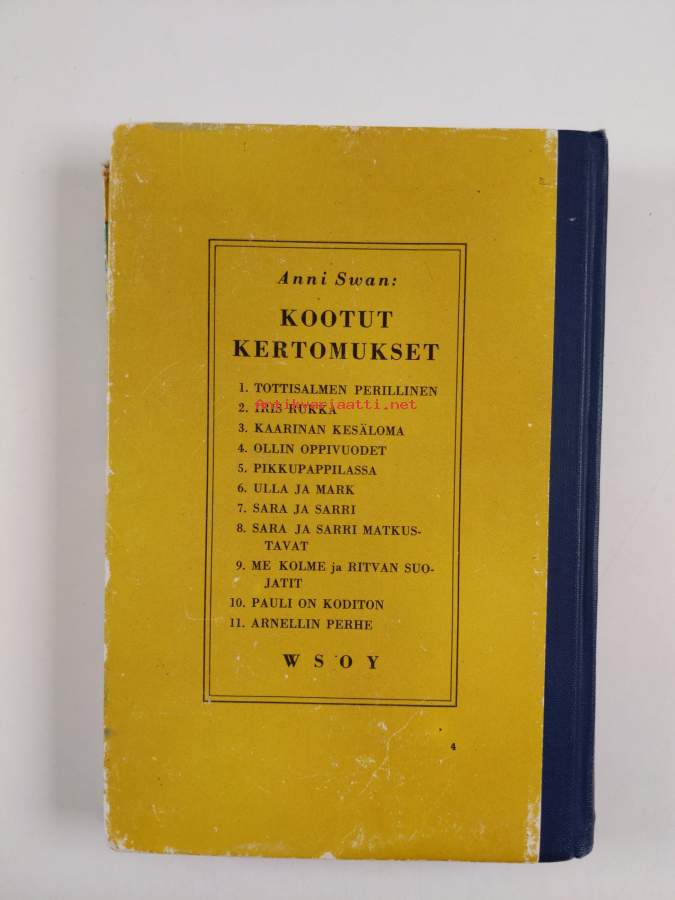 Anni Swan:
KOOTUT
KERTOMUKSET
1. TOTTISALMEN PERILLINEN
antikvariaatti.net
2. IRIS RUKKA
3. KAARINAN KESÄLOMA
4. OLLIN OPPIVUODET
5. PIKKUPAPPILASSA
6. ULLA JA MARK
7. SARA JA SARRI
8. SARA JA SARRI MATKUS-
TAVAT
9. ME KOLME ja RITVAN SUO-
JATIT
10. PAULI ON KODITON
11. ARNELLIN PERHE
WSOY
4